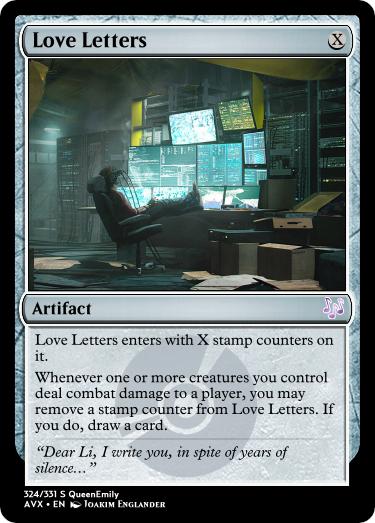 Love Letters
X
Artifact
Love Letters enters with X stamp counters on
it.
Whenever one or more creatures you control
deal combat damage to a player, you may
remove a stamp counter from Love Letters. If
you do, draw a card.
“Dear Li, I write you, in spite of years of
silence…”
324/331 S QueenEmily
AVX • EN Joakim Englander